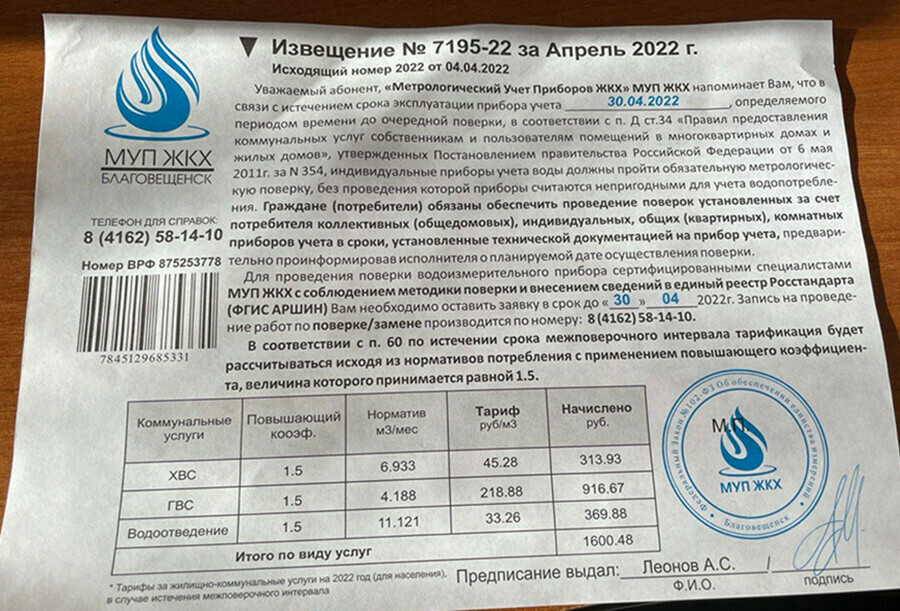 ▼ Извещение № 7195-22 за Апрель 2022 г.
Исходящий номер 2022 от 04.04.2022
Уважаемый абонент, «Метрологический Учет Приборов ЖКХ» МУП ЖКХ напоминает Вам, что в
связи с истечением срока эксплуатации прибора учета 30.04.2022, определяемого
периодом времени до очередной поверки, в соответствии с п. Д ст.34 «Правил предоставления
коммунальных услуг собственникам и пользователям помещений в многоквартирных домах и
жилых домов», утвержденных Постановлением правительства Российской Федерации от 6 мая
2011г. за N 354, индивидуальные приборы учета воды должны пройти обязательную метрологичес-
кую поверку, без проведения которой приборы считаются непригодными для учета водопотребле-
ния. Граждане (потребители) обязаны обеспечить проведение поверок установленных за счет
потребителя коллективных (общедомовых), индивидуальных, общих (квартирных), комнатных
приборов учета в сроки, установленные технической документацией на прибор учета, предвари-
тельно проинформировав исполнителя о планируемой дате осуществления поверки.
Для проведения поверки водоизмерительного прибора сертифицированными специалистами
МУП ЖКХ с соблюдением методики поверки и внесением сведений в единый реестр Росстандарта
(ФГИС АРШИН) Вам необходимо оставить заявку в срок до « 30 » 04 2022г. Запись на проведе-
ние работ по поверке/замене производится по номеру: 8 (4162) 58-14-10.
В соответствии с п. 60 по истечении срока межповерочного интервала тарификация будет
рассчитываться исходя из нормативов потребления с применением повышающего коэффициен-
та, величина которого принимается равной 1.5.
МУП ЖКХ
БЛАГОВЕЩЕНСК
ТЕЛЕФОН ДЛЯ СПРАВОК:
8 (4162) 58-14-10
Номер ВРФ 875253778
7845129685331
Коммунальные услуги Повышающий кооэф. Норматив м3/мес Тариф руб/м3 Начислено руб.
ХВС 1.5 6.933 45.28 313.93
ГВС 1.5 4.188 218.88 916.67
Водоотведение 1.5 11.121 33.26 369.88
Итого по виду услуг 1600.48
Федеральный Закон №102-ФЗ Об обеспечении единства измерений
М.П.
МУП ЖКХ
Благовещенск
* Тарифы за жилищно-коммунальные услуги на 2022 год (для населения),
в случае истечения межповерочного интервала
Предписание выдал: Леонов А.С. /
Ф.И.О. подпись